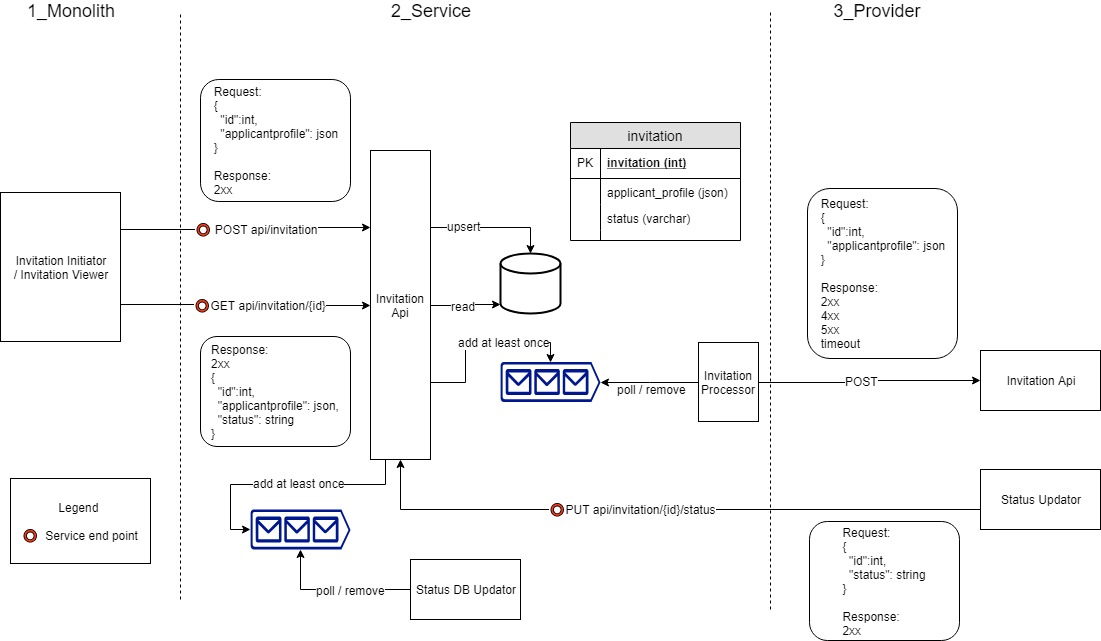 1_Monolith
2_Service
3_Provider
Request:
{
"id":int,
"applicantprofile": json
}
Response:
2xx
invitation
PK
invitation (int)
applicant_profile (json)
status (varchar)
Request:
{
"id":int,
"applicantprofile": json
}
Response:
2xx
4xx
5xx
timeout
Invitation Initiator
/ Invitation Viewer
POST api/invitation
GET api/invitation/{id}
Invitation
Api
upsert
read
add at least once
poll / remove
Invitation
Processor
POST
Invitation Api
Response:
2xx
{
"id":int,
"applicantprofile": json,
"status": string
}
Legend
Service end point
add at least once
PUT api/invitation/{id}/status
Status Updator
poll / remove
Status DB Updator
Request:
{
"id":int,
"status": string
}
Response:
2xx